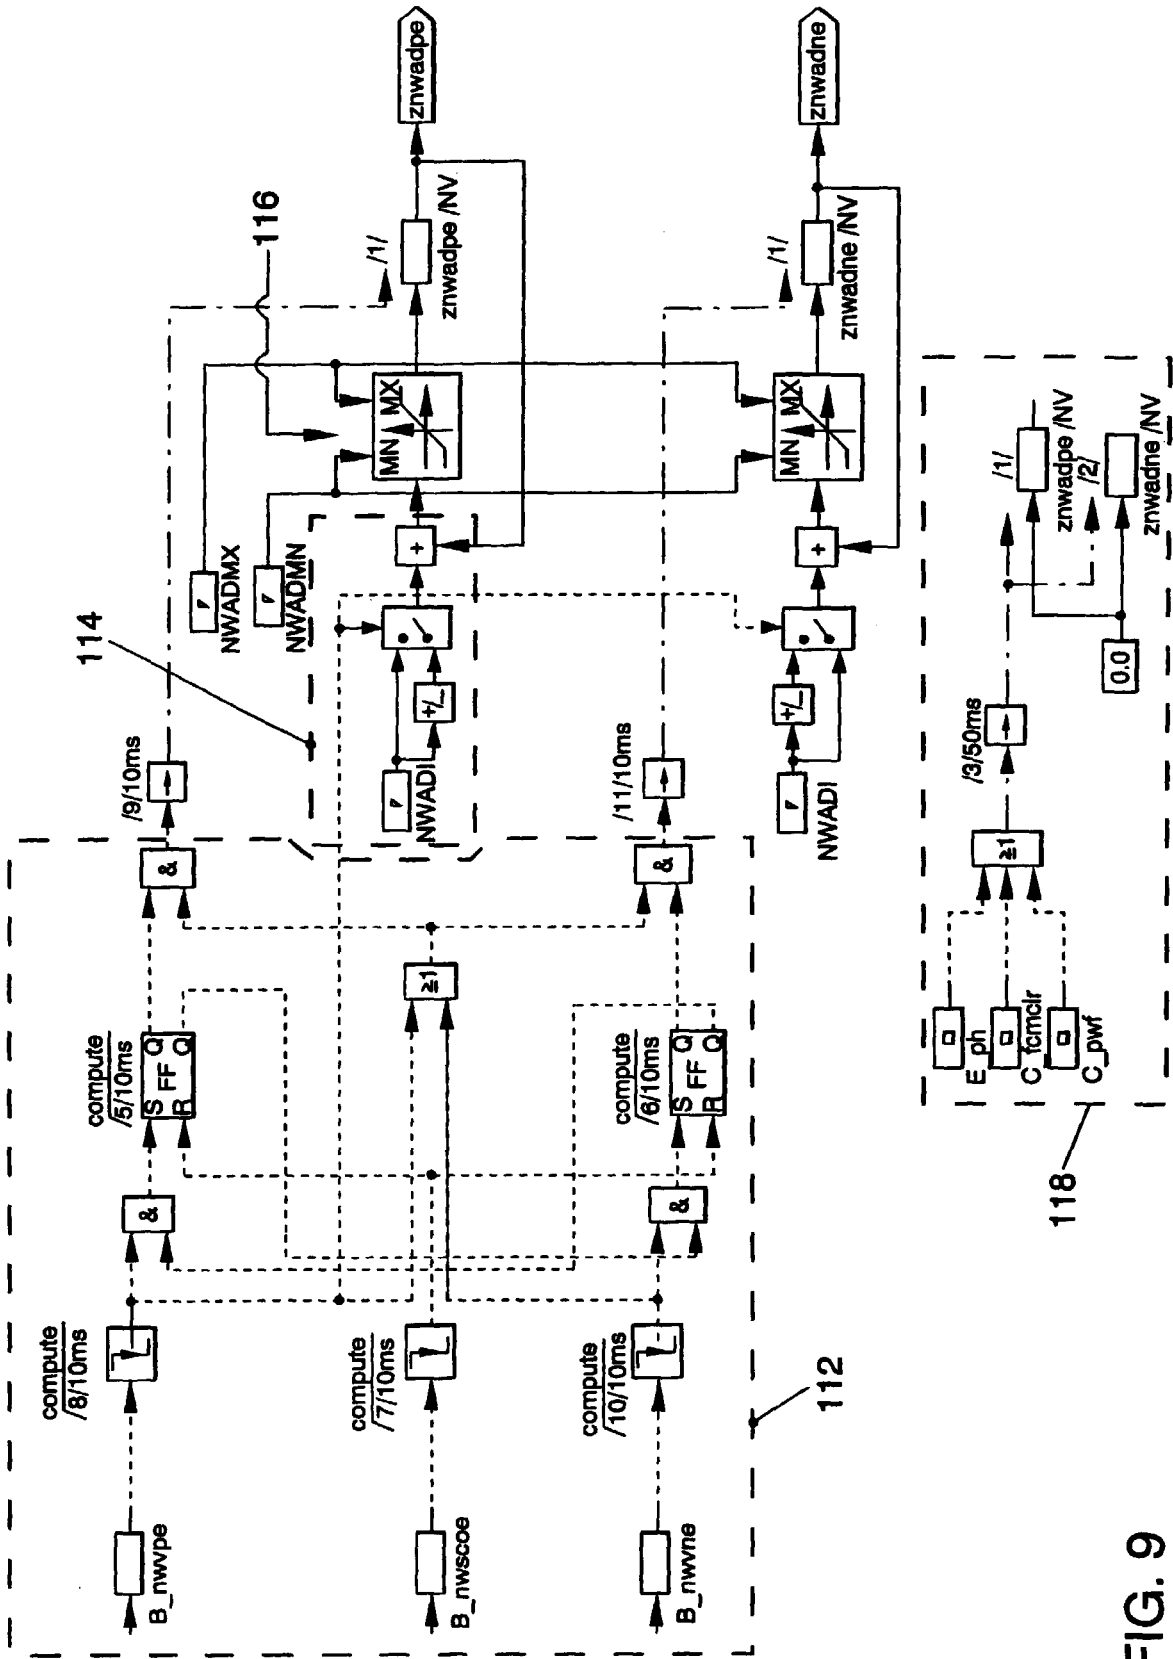 B_nwvpe
compute
/8/10ms
&
compute
/5/10ms
S Q
FF
R Q
&
/9/10ms
114
NWADMX
NWADMN
116
/1/
NWADI
+/_
+
MN MX
znwadpe /NV
znwadpe
B_nwscoe
compute
/7/10ms
≥1
B_nwvne
compute
/10/10ms
&
compute
/6/10ms
S Q
FF
R Q
&
/11/10ms
NWADI
+/_
+
MN MX
/1/
znwadne /NV
znwadne
112
118
E_ph
C_fcmclr
C_pwf
≥1
/3/50ms
0.0
/1/
znwadpe /NV
/2/
znwadne /NV
FIG. 9